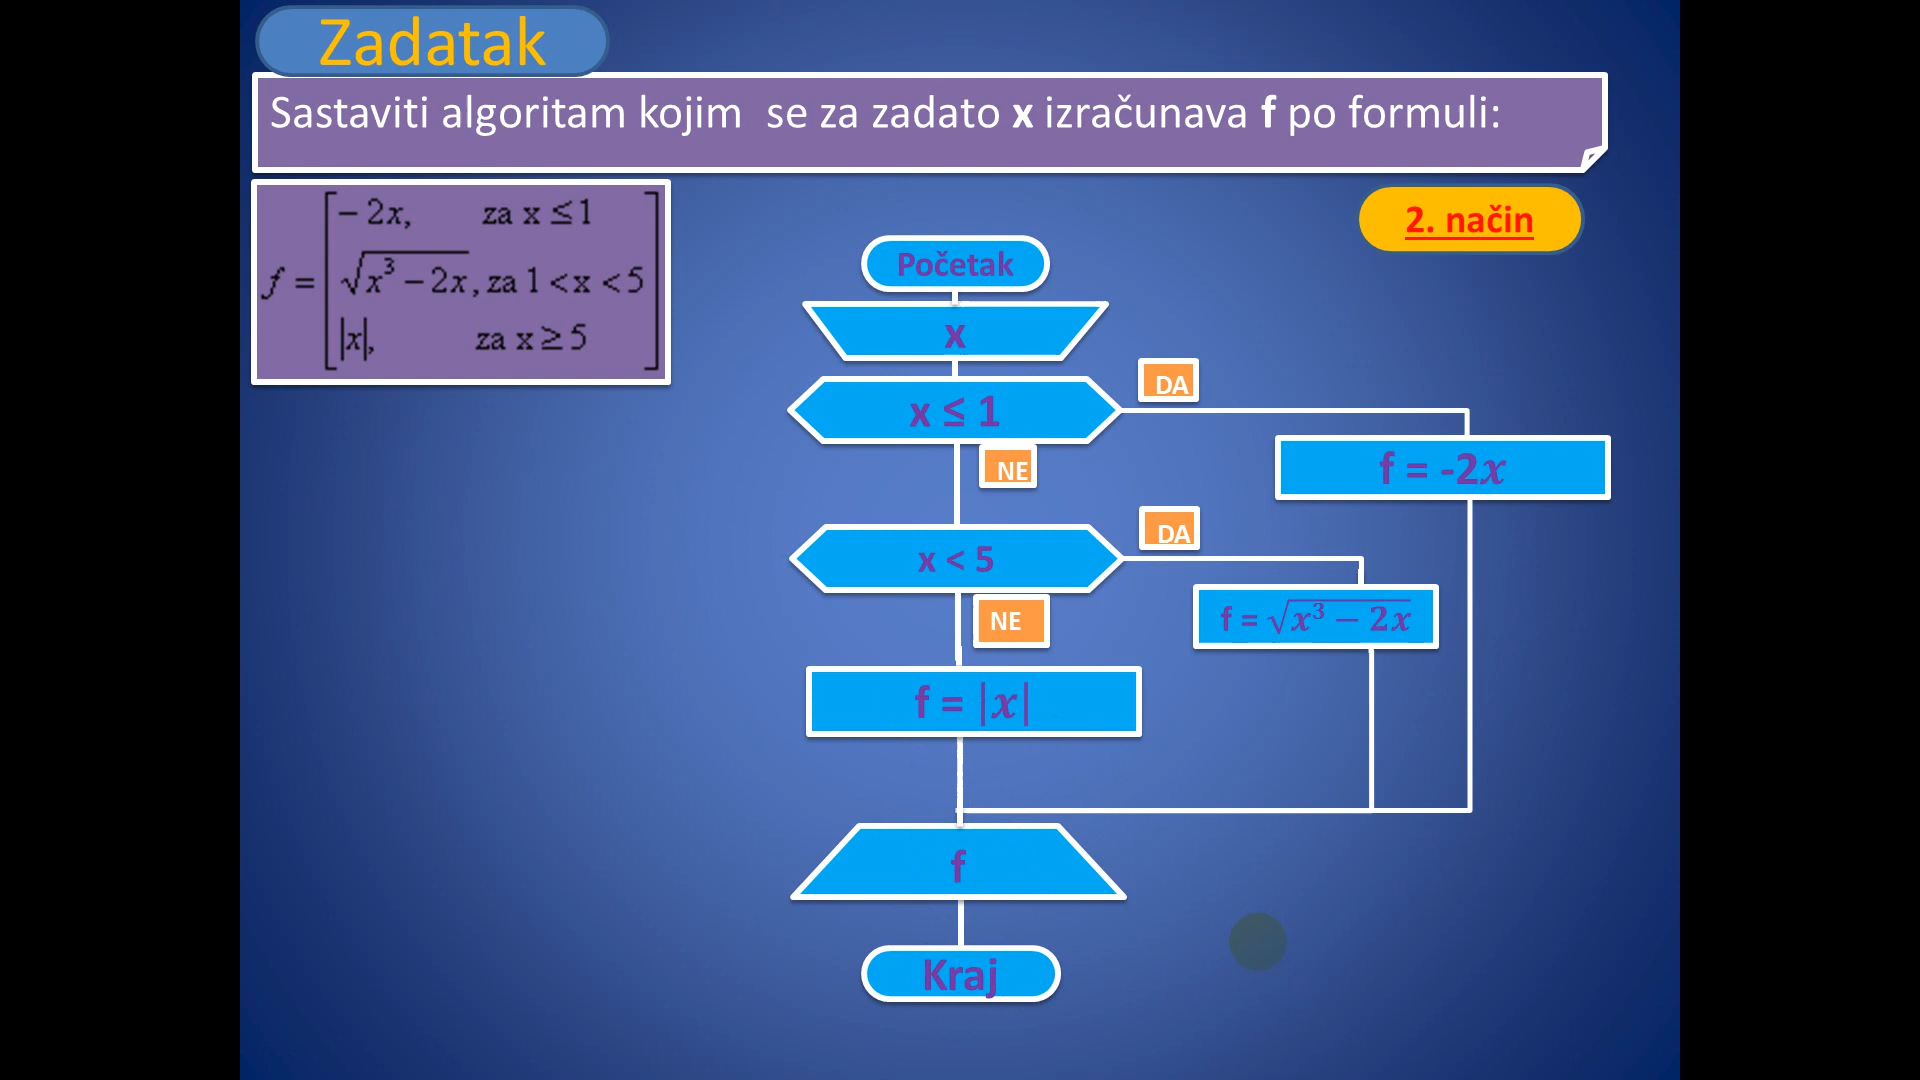 Zadatak
Sastaviti algoritam kojim se za zadato x izračunava f po formuli:
f = [ -2x, za x ≤ 1
√(x³ − 2x), za 1 < x < 5
|x|, za x ≥ 5 ]
2. način
Početak
x
x ≤ 1
DA
NE
f = -2x
x < 5
DA
NE
f = √(x³ − 2x)
f = |x|
f
Kraj